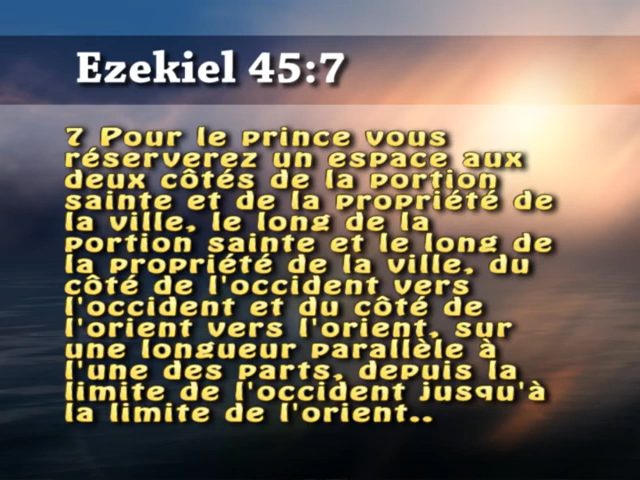 Ezekiel 45:7
7 Pour le prince vous
réserverez un espace aux
deux côtés de la portion
sainte et de la propriété de
la ville, le long de la
portion sainte et le long de
la propriété de la ville, du
côté de l'occident vers
l'occident et du côté de
l'orient vers l'orient, sur
une longueur parallèle à
l'une des parts, depuis la
limite de l'occident jusqu'à
la limite de l'orient..